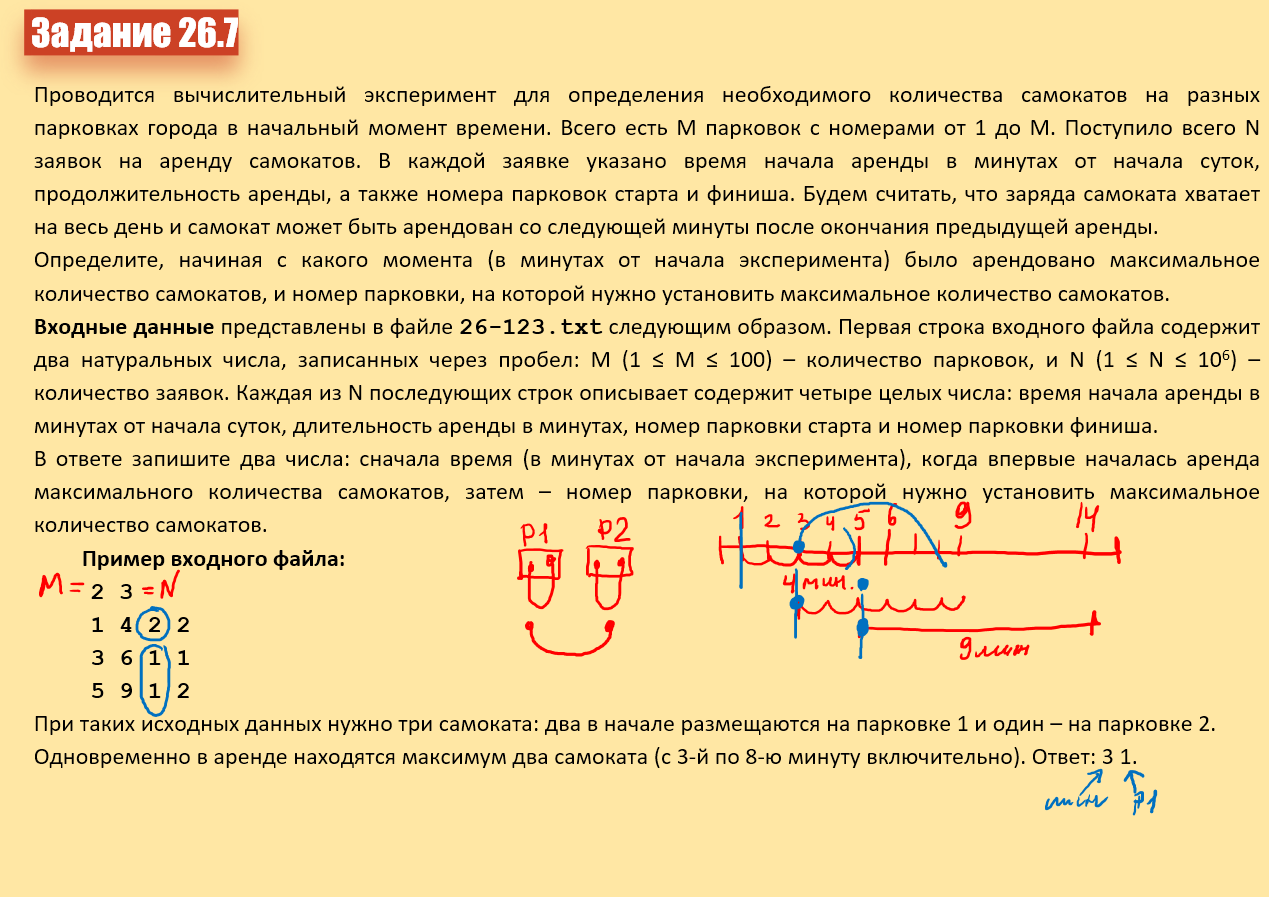 Задание 26.7
Проводится вычислительный эксперимент для определения необходимого количества самокатов на разных
парковках города в начальный момент времени. Всего есть M парковок с номерами от 1 до M. Поступило всего N
заявок на аренду самокатов. В каждой заявке указано время начала аренды в минутах от начала суток,
продолжительность аренды, а также номера парковок старта и финиша. Будем считать, что заряда самоката хватает
на весь день и самокат может быть арендован со следующей минуты после окончания предыдущей аренды.
Определите, начиная с какого момента (в минутах от начала эксперимента) было арендовано максимальное
количество самокатов, и номер парковки, на которой нужно установить максимальное количество самокатов.
Входные данные представлены в файле 26-123.txt следующим образом. Первая строка входного файла содержит
два натуральных числа, записанных через пробел: M (1 ≤ M ≤ 100) – количество парковок, и N (1 ≤ N ≤ 10⁶) –
количество заявок. Каждая из N последующих строк описывает содержит четыре целых числа: время начала аренды в
минутах от начала суток, длительность аренды в минутах, номер парковки старта и номер парковки финиша.
В ответе запишите два числа: сначала время (в минутах от начала эксперимента), когда впервые началась аренда
максимального количества самокатов, затем – номер парковки, на которой нужно установить максимальное
количество самокатов.
P1 P2
1 2 3 4 5 6 9 14
Пример входного файла:
M = 2 3 = N
4 мин.
1 4 2 2
3 6 1 1
9 мин
5 9 1 2
При таких исходных данных нужно три самоката: два в начале размещаются на парковке 1 и один – на парковке 2.
Одновременно в аренде находятся максимум два самоката (с 3-й по 8-ю минуту включительно). Ответ: 3 1.
мин P1